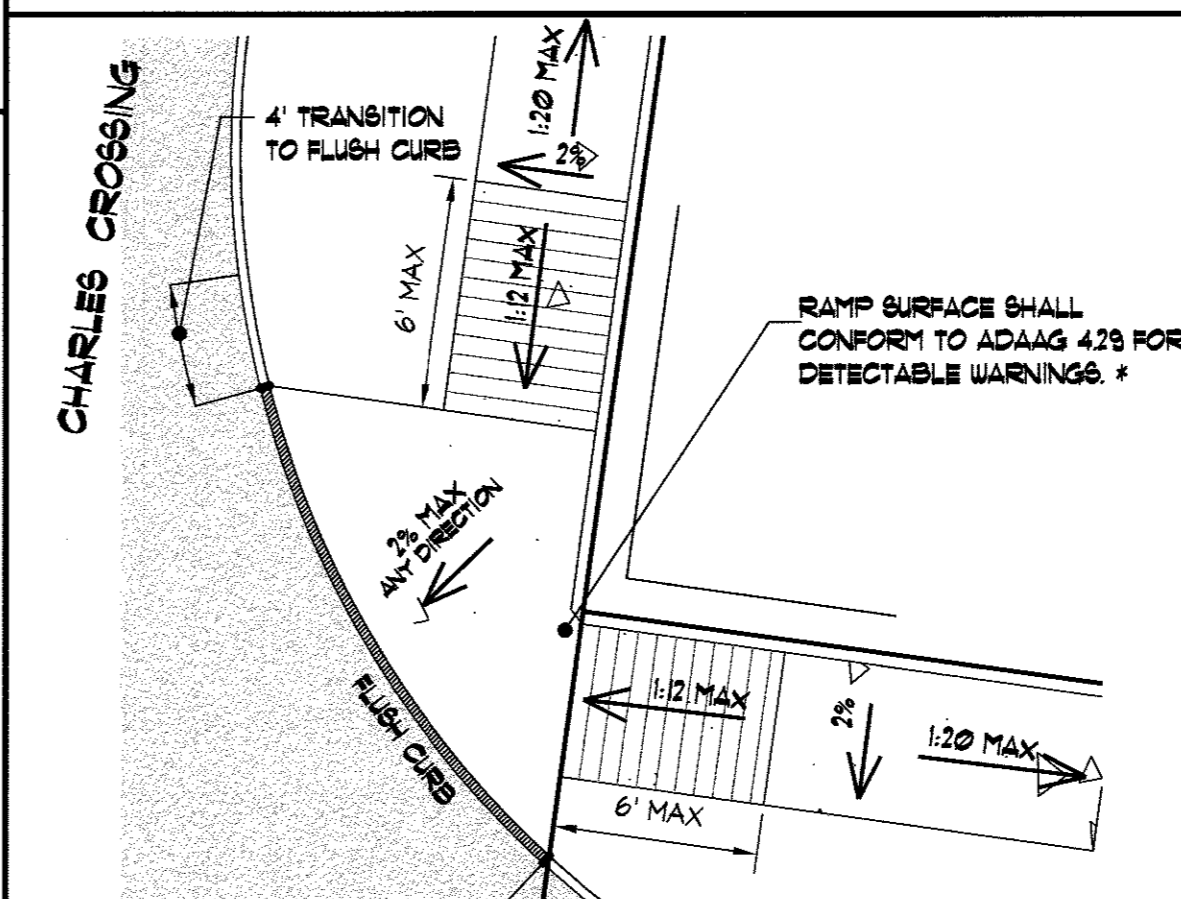 CHARLES CROSSING
4' TRANSITION
TO FLUSH CURB
1:20 MAX
2%
6' MAX
1:12 MAX
RAMP SURFACE SHALL
CONFORM TO ADAAG 4.29 FOR
DETECTABLE WARNINGS. *
2% MAX
ANY DIRECTION
FLUSH CURB
1:12 MAX
2%
1:20 MAX
6' MAX